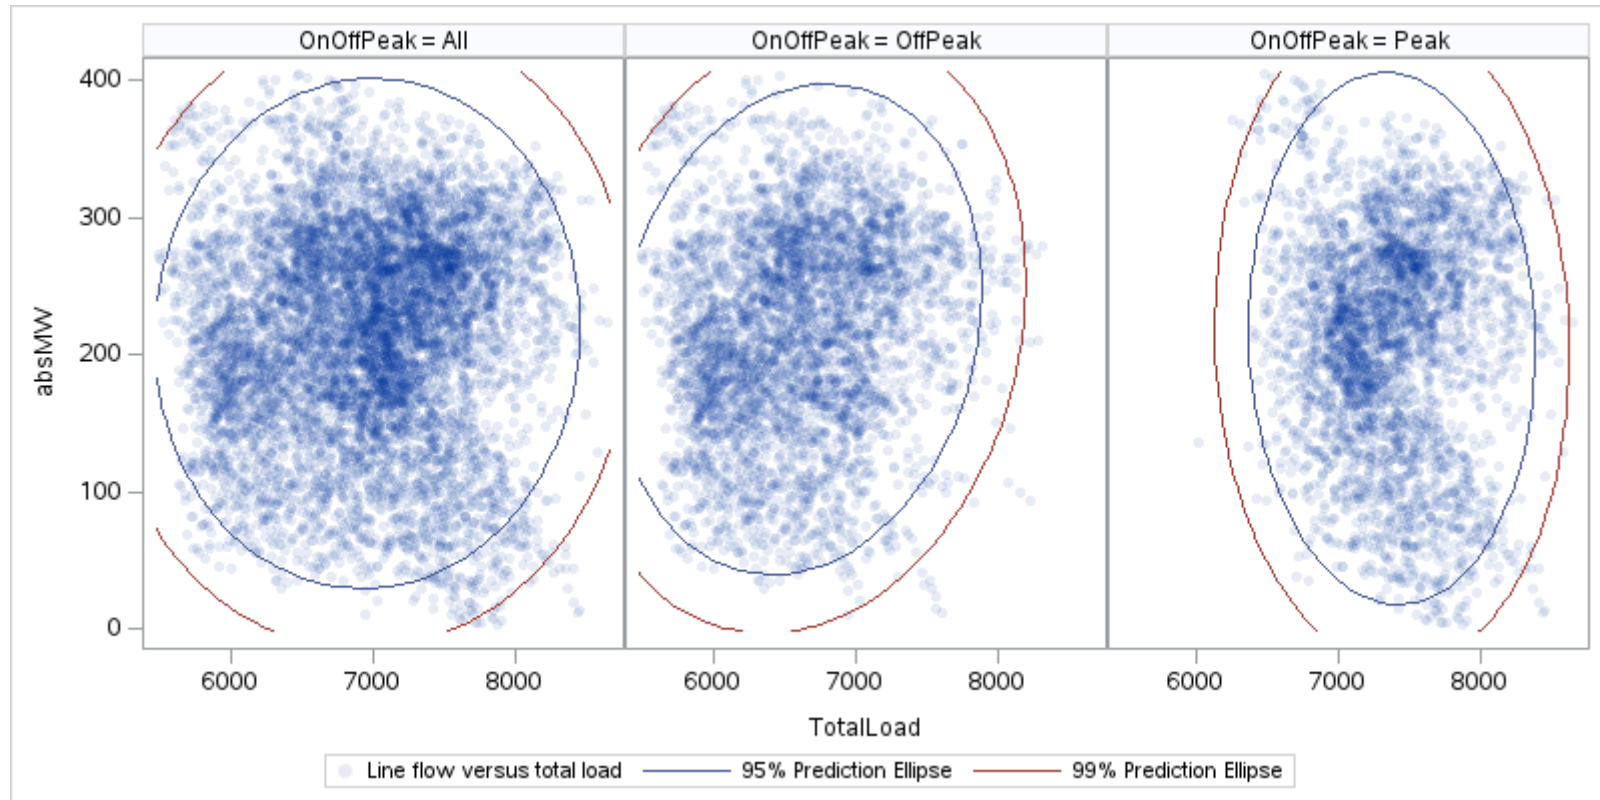 OnOffPeak = All
OnOffPeak = OffPeak
OnOffPeak = Peak
400
300
200
100
0
absMW
6000 7000 8000 6000 7000 8000 6000 7000 8000
TotalLoad
Line flow versus total load 95% Prediction Ellipse 99% Prediction Ellipse